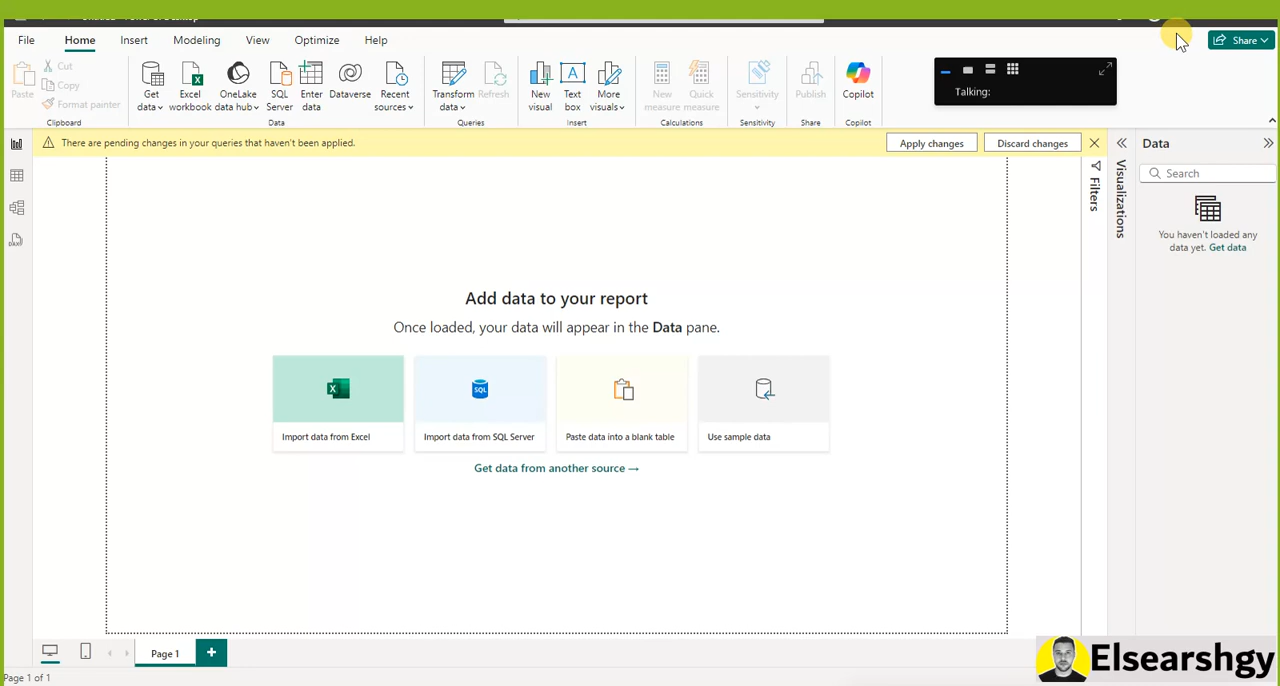 File
Home
Insert
Modeling
View
Optimize
Help
Share
Paste
Cut
Copy
Format painter
Clipboard
Get data
Excel workbook
OneLake data hub
SQL Server
Enter data
Dataverse
Recent sources
Data
Transform data
Refresh
Queries
New visual
Text box
More visuals
Insert
New measure
Quick measure
Calculations
Sensitivity
Sensitivity
Publish
Share
Copilot
Copilot
Talking:
There are pending changes in your queries that haven't been applied.
Apply changes
Discard changes
Filters
Visualizations
Data
Search
You haven't loaded any
data yet. Get data
DAX
Add data to your report
Once loaded, your data will appear in the Data pane.
SQL
Import data from Excel
Import data from SQL Server
Paste data into a blank table
Use sample data
Get data from another source →
Page 1
Page 1 of 1
Elsearshgy